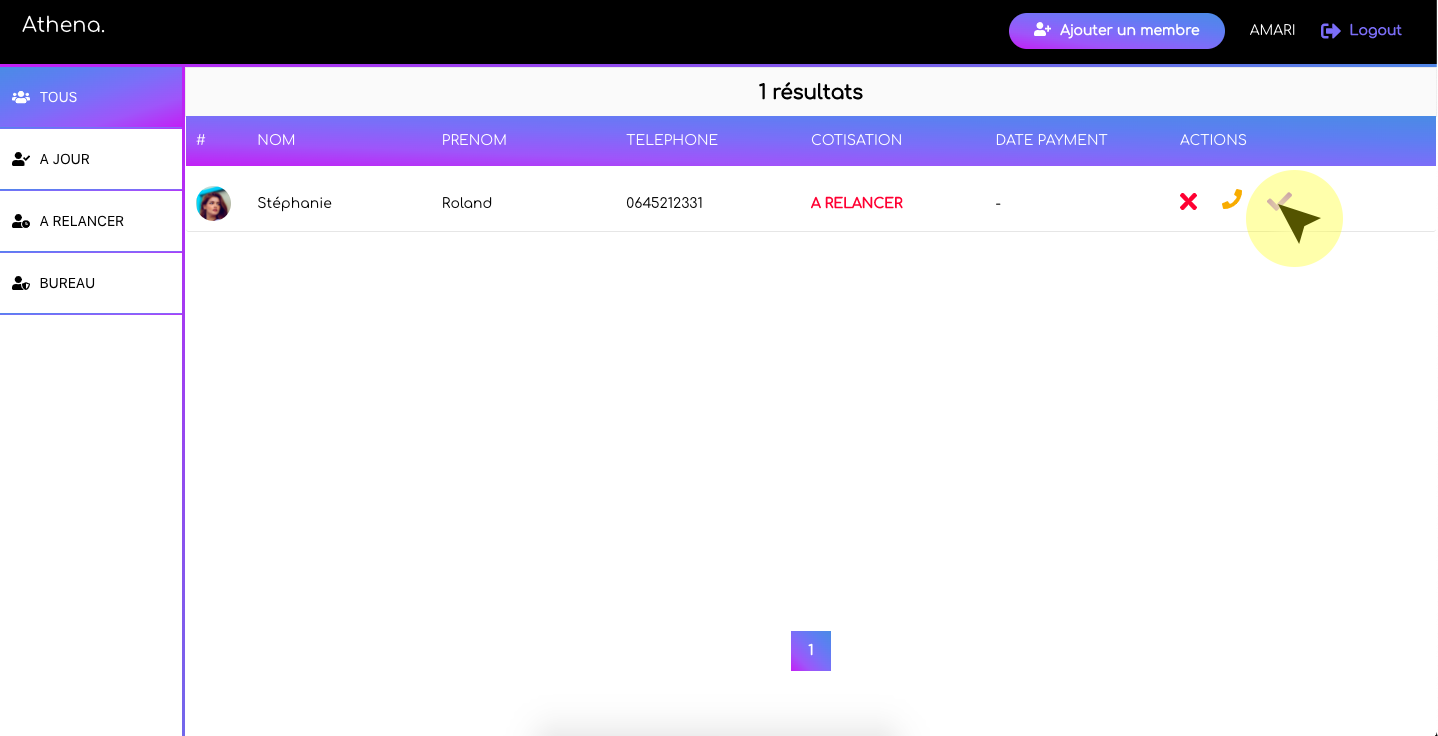 Athena.
Ajouter un membre
AMARI
Logout
TOUS
A JOUR
A RELANCER
BUREAU
1 résultats
# NOM PRENOM TELEPHONE COTISATION DATE PAYMENT ACTIONS
Stéphanie Roland 0645212331 A RELANCER -
1